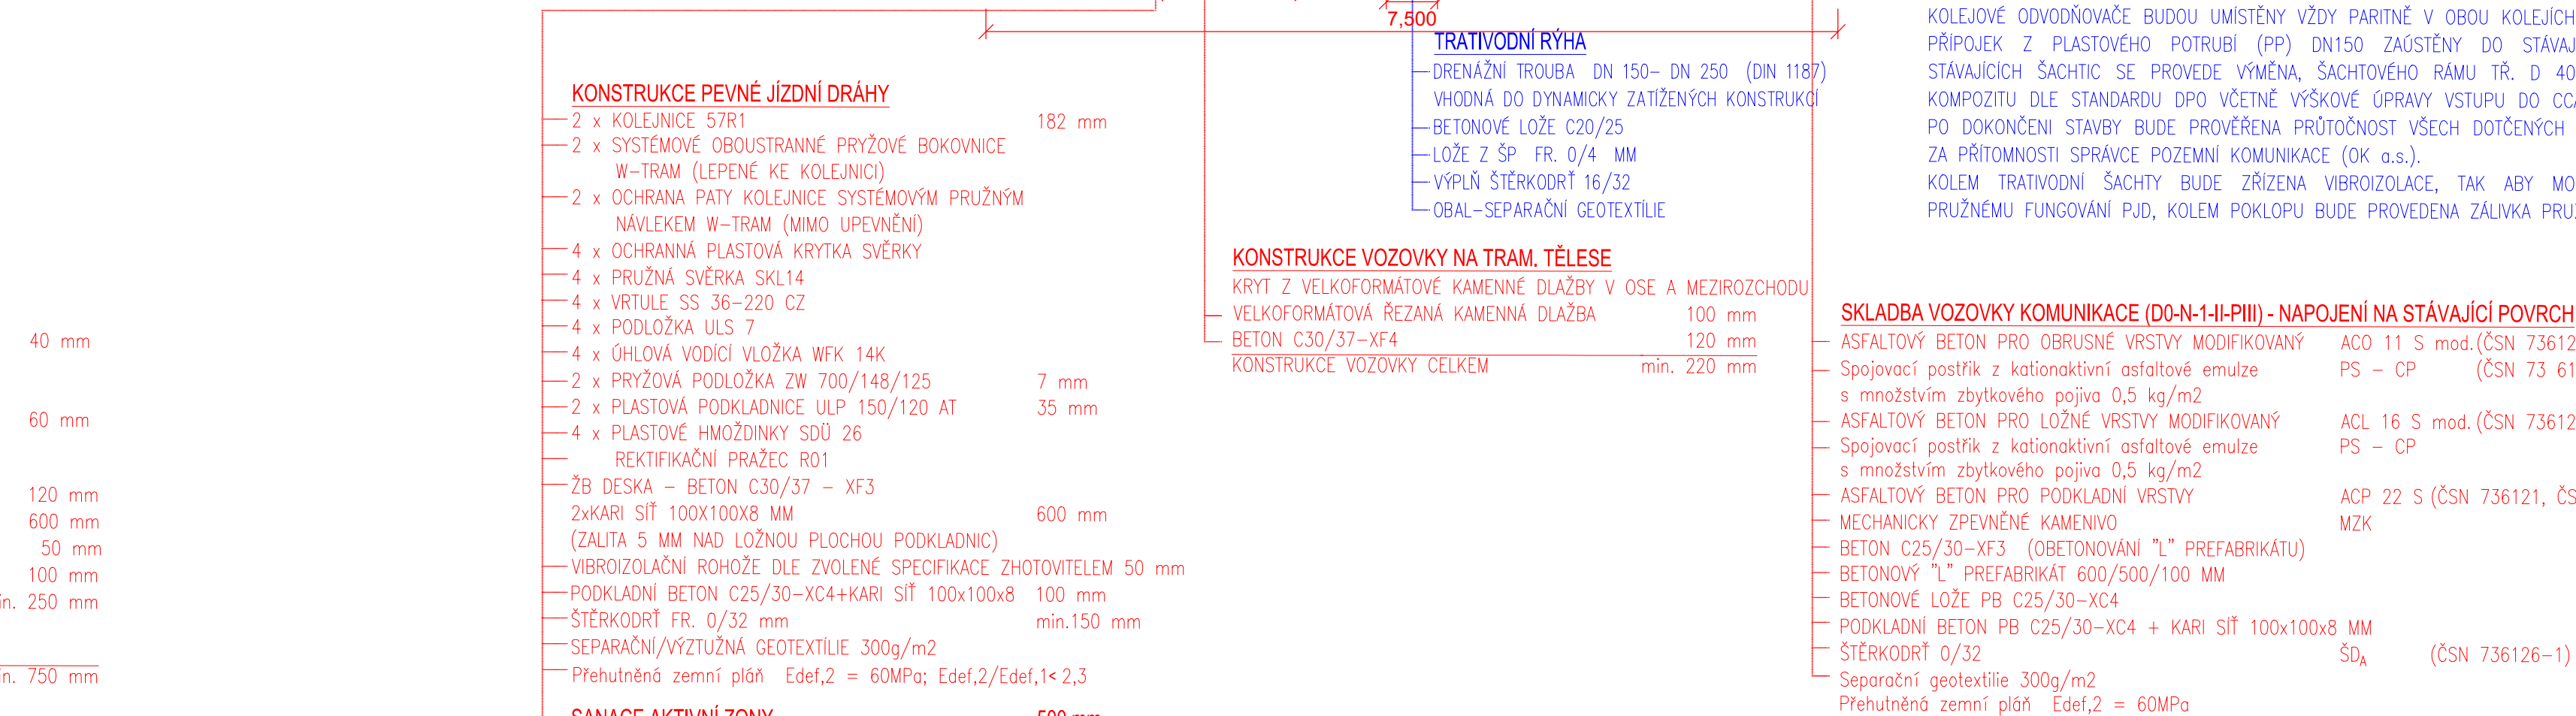 40 mm
60 mm
120 mm
600 mm
50 mm
100 mm
in. 250 mm
in. 750 mm
7,500
KONSTRUKCE PEVNÉ JÍZDNÍ DRÁHY
2 x KOLEJNICE 57R1 182 mm
2 x SYSTÉMOVÉ OBOUSTRANNÉ PRYŽOVÉ BOKOVNICE
W-TRAM (LEPENÉ KE KOLEJNICI)
2 x OCHRANA PATY KOLEJNICE SYSTÉMOVÝM PRUŽNÝM
NÁVLEKEM W-TRAM (MIMO UPEVNĚNÍ)
4 x OCHRANNÁ PLASTOVÁ KRYTKA SVĚRKY
4 x PRUŽNÁ SVĚRKA SKL14
4 x VRTULE SS 36-220 CZ
4 x PODLOŽKA ULS 7
4 x ÚHLOVÁ VODÍCÍ VLOŽKA WFK 14K
2 x PRYŽOVÁ PODLOŽKA ZW 700/148/125 7 mm
2 x PLASTOVÁ PODKLADNICE ULP 150/120 AT 35 mm
4 x PLASTOVÉ HMOŽDINKY SDÜ 26
REKTIFIKAČNÍ PRAŽEC R01
ŽB DESKA - BETON C30/37 - XF3
2xKARI SÍŤ 100X100X8 MM 600 mm
(ZALITA 5 MM NAD LOŽNOU PLOCHOU PODKLADNIC)
VIBROIZOLAČNÍ ROHOŽE DLE ZVOLENÉ SPECIFIKACE ZHOTOVITELEM 50 mm
PODKLADNÍ BETON C25/30-XC4+KARI SÍŤ 100x100x8 100 mm
ŠTĚRKODRŤ FR. 0/32 mm min.150 mm
SEPARAČNÍ/VÝZTUŽNÁ GEOTEXTÍLIE 300g/m2
Přehutněná zemní pláň Edef,2 = 60MPa; Edef,2/Edef,1< 2,3
SANACE AKTIVNÍ ZONY 500 mm
TRATIVODNÍ RÝHA
DRENÁŽNÍ TROUBA DN 150- DN 250 (DIN 1187)
VHODNÁ DO DYNAMICKY ZATÍŽENÝCH KONSTRUKCÍ
BETONOVÉ LOŽE C20/25
LOŽE Z ŠP FR. 0/4 MM
VÝPLŇ ŠTĚRKODRŤ 16/32
OBAL-SEPARAČNÍ GEOTEXTÍLIE
KONSTRUKCE VOZOVKY NA TRAM. TĚLESE
KRYT Z VELKOFORMÁTOVÉ KAMENNÉ DLAŽBY V OSE A MEZIROZCHODU
VELKOFORMÁTOVÁ ŘEZANÁ KAMENNÁ DLAŽBA 100 mm
BETON C30/37-XF4 120 mm
KONSTRUKCE VOZOVKY CELKEM min. 220 mm
KOLEJOVÉ ODVODŇOVAČE BUDOU UMÍSTĚNY VŽDY PARITNĚ V OBOU KOLEJÍCH
PŘÍPOJEK Z PLASTOVÉHO POTRUBÍ (PP) DN150 ZAÚSTĚNY DO STÁVAJ
STÁVAJÍCÍCH ŠACHTIC SE PROVEDE VÝMĚNA, ŠACHTOVÉHO RÁMU TŘ. D 40
KOMPOZITU DLE STANDARDU DPO VČETNĚ VÝŠKOVÉ ÚPRAVY VSTUPU DO CCA
PO DOKONČENI STAVBY BUDE PROVĚŘENA PRŮTOČNOST VŠECH DOTČENÝCH
ZA PŘÍTOMNOSTI SPRÁVCE POZEMNÍ KOMUNIKACE (OK a.s.).
KOLEM TRATIVODNÍ ŠACHTY BUDE ZŘÍZENA VIBROIZOLACE, TAK ABY MO
PRUŽNÉMU FUNGOVÁNÍ PJD, KOLEM POKLOPU BUDE PROVEDENA ZÁLIVKA PRU
SKLADBA VOZOVKY KOMUNIKACE (D0-N-1-II-PIII) - NAPOJENÍ NA STÁVAJÍCÍ POVRCH
ASFALTOVÝ BETON PRO OBRUSNÉ VRSTVY MODIFIKOVANÝ ACO 11 S mod.(ČSN 73612
Spojovací postřik z kationaktivní asfaltové emulze PS - CP (ČSN 73 61
s množstvím zbytkového pojiva 0,5 kg/m2
ASFALTOVÝ BETON PRO LOŽNÉ VRSTVY MODIFIKOVANÝ ACL 16 S mod.(ČSN 73612
Spojovací postřik z kationaktivní asfaltové emulze PS - CP
s množstvím zbytkového pojiva 0,5 kg/m2
ASFALTOVÝ BETON PRO PODKLADNÍ VRSTVY ACP 22 S (ČSN 736121, ČS
MECHANICKY ZPEVNĚNÉ KAMENIVO MZK
BETON C25/30-XF3 (OBETONOVÁNÍ "L" PREFABRIKÁTU)
BETONOVÝ "L" PREFABRIKÁT 600/500/100 MM
BETONOVÉ LOŽE PB C25/30-XC4
PODKLADNÍ BETON PB C25/30-XC4 + KARI SÍŤ 100x100x8 MM
ŠTĚRKODRŤ 0/32 ŠDA (ČSN 736126-1)
Separační geotextilie 300g/m2
Přehutněná zemní pláň Edef,2 = 60MPa